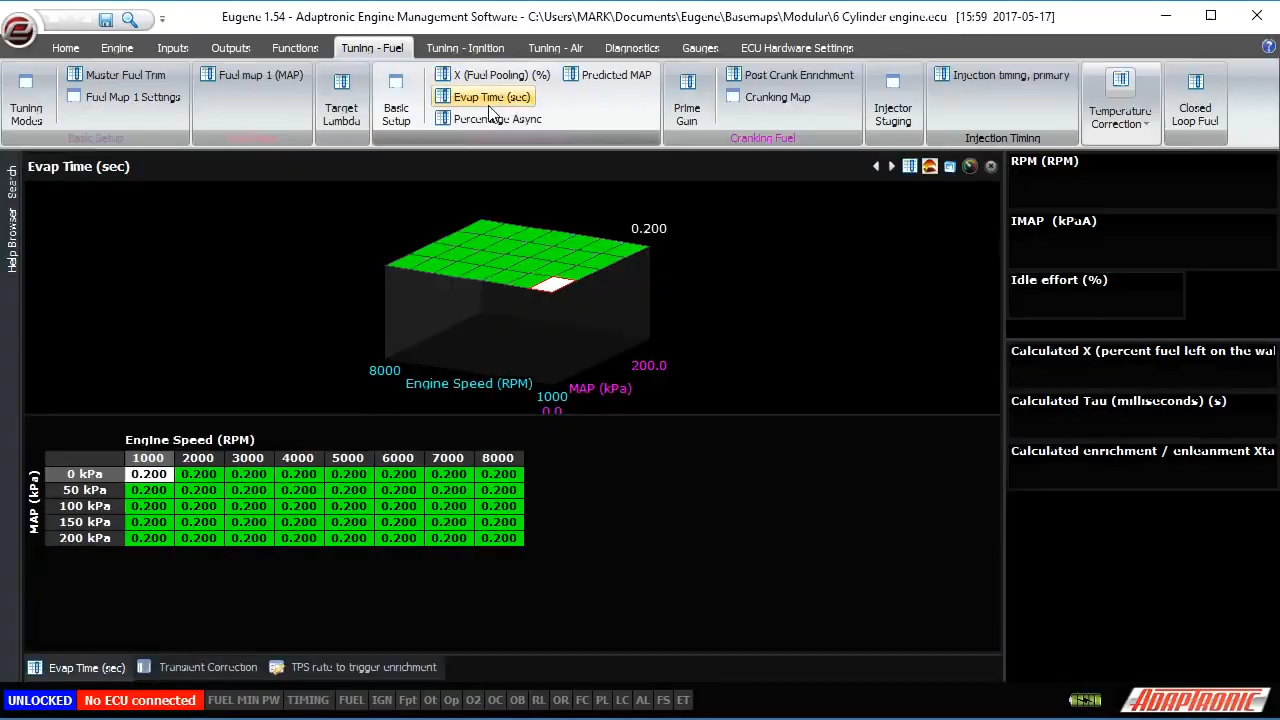 Eugene 1.54 - Adaptronic Engine Management Software - C:\Users\MARK\Documents\Eugene\Basemaps\Modular\6 Cylinder engine.ecu [15:59 2017-05-17]
Home Engine Inputs Outputs Functions Tuning - Fuel Tuning - Ignition Tuning - Air Diagnostics Gauges ECU Hardware Settings
Master Fuel Trim Fuel map 1 (MAP) X (Fuel Pooling) (%) Predicted MAP Post Crank Enrichment Injection timing, primary
Fuel Map 1 Settings Evap Time (sec) Cranking Map
Tuning Modes Target Lambda Basic Setup Percentage Async Prime Gain Injector Staging Temperature Correction Closed Loop Fuel
Basic Setup Cranking Fuel Injection Timing
Search
Help Browser
Evap Time (sec)
0.200
200.0
8000
Engine Speed (RPM)
MAP (kPa)
1000
0.0
Engine Speed (RPM)
MAP (kPa)
1000 2000 3000 4000 5000 6000 7000 8000
0 kPa 0.200 0.200 0.200 0.200 0.200 0.200 0.200 0.200
50 kPa 0.200 0.200 0.200 0.200 0.200 0.200 0.200 0.200
100 kPa 0.200 0.200 0.200 0.200 0.200 0.200 0.200 0.200
150 kPa 0.200 0.200 0.200 0.200 0.200 0.200 0.200 0.200
200 kPa 0.200 0.200 0.200 0.200 0.200 0.200 0.200 0.200
RPM (RPM)
IMAP (kPaA)
Idle effort (%)
Calculated X (percent fuel left on the wal
Calculated Tau (milliseconds) (s)
Calculated enrichment / enleanment Xta
Evap Time (sec) Transient Correction TPS rate to trigger enrichment
UNLOCKED No ECU connected FUEL MIN PW TIMING FUEL IGN Fpt Ot Op O2 OC OB RL OR FC PL LC AL FS ET
ADAPTRONIC